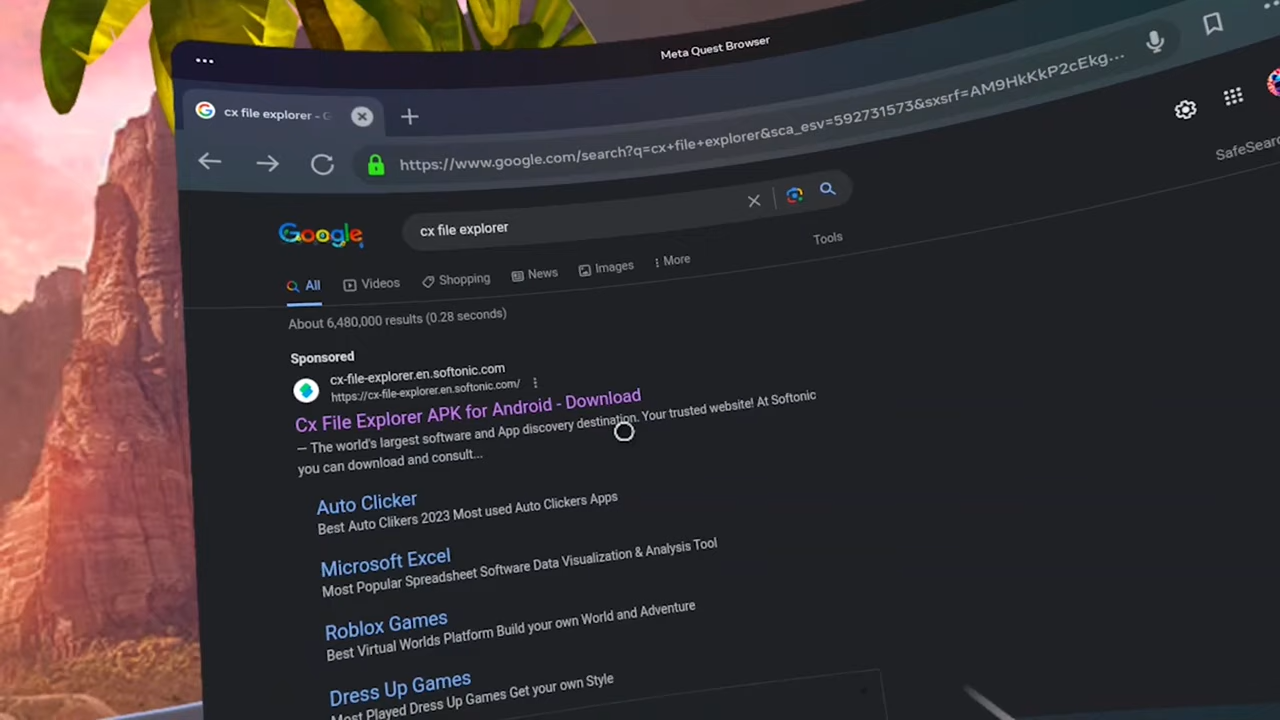 Meta Quest Browser
cx file explorer - G
https://www.google.com/search?q=cx+file+explorer&sca_esv=592731573&sxsrf=AM9HkKkP2cEkg...
Google
cx file explorer
SafeSearc
All Videos Shopping News Images More Tools
About 6,480,000 results (0.28 seconds)
Sponsored
cx-file-explorer.en.softonic.com
https://cx-file-explorer.en.softonic.com/
Cx File Explorer APK for Android - Download
— The world's largest software and App discovery destination. Your trusted website! At Softonic
you can download and consult...
Auto Clicker
Best Auto Clikers 2023 Most used Auto Clickers Apps
Microsoft Excel
Most Popular Spreadsheet Software Data Visualization & Analysis Tool
Roblox Games
Best Virtual Worlds Platform Build your own World and Adventure
Dress Up Games
Most Played Dress Up Games Get your own Style